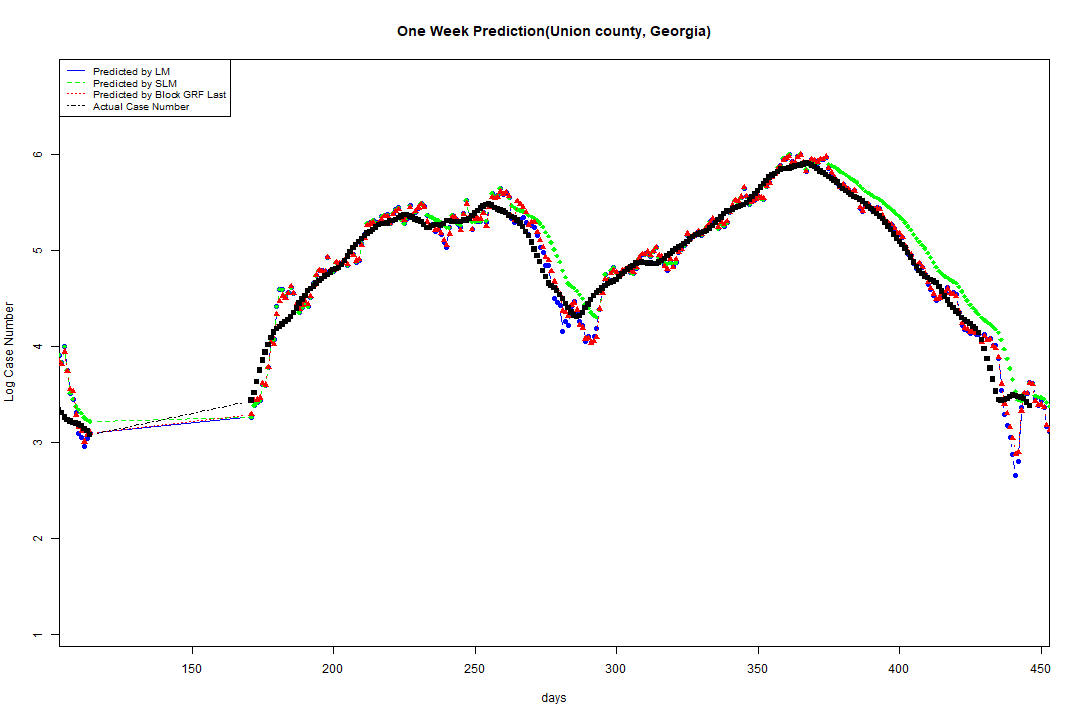 One Week Prediction(Union county, Georgia)
Predicted by LM
Predicted by SLM
Predicted by Block GRF Last
Actual Case Number
6
5
4
3
2
1
Log Case Number
150 200 250 300 350 400 450
days